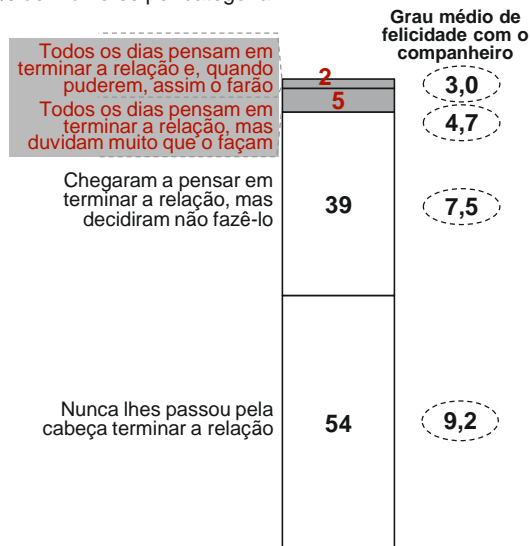 por categoria
Grau médio de
felicidade com o
companheiro
Todos os dias pensam em
terminar a relação e, quando
puderem, assim o farão
2
3,0
Todos os dias pensam em
terminar a relação, mas
duvidam muito que o façam
5
4,7
Chegaram a pensar em
terminar a relação, mas
decidiram não fazê-lo
39
7,5
Nunca lhes passou pela
cabeça terminar a relação
54
9,2